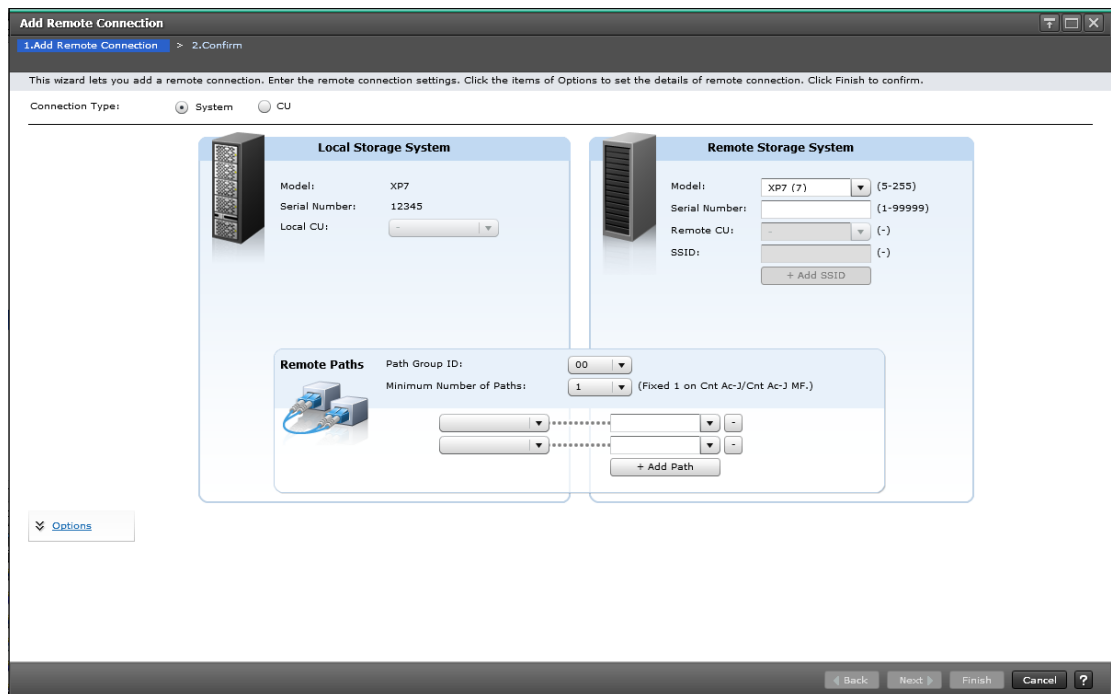 Add Remote Connection
1.Add Remote Connection > 2.Confirm
This wizard lets you add a remote connection. Enter the remote connection settings. Click the items of Options to set the details of remote connection. Click Finish to confirm.
Connection Type: System CU
Local Storage System
Model: XP7
Serial Number: 12345
Local CU: -
Remote Storage System
Model: XP7 (7) (5-255)
Serial Number: (1-99999)
Remote CU: - (-)
SSID: (-)
+ Add SSID
Remote Paths
Path Group ID: 00
Minimum Number of Paths: 1 (Fixed 1 on Cnt Ac-J/Cnt Ac-J MF.)
-
-
+ Add Path
Options
Back Next Finish Cancel ?